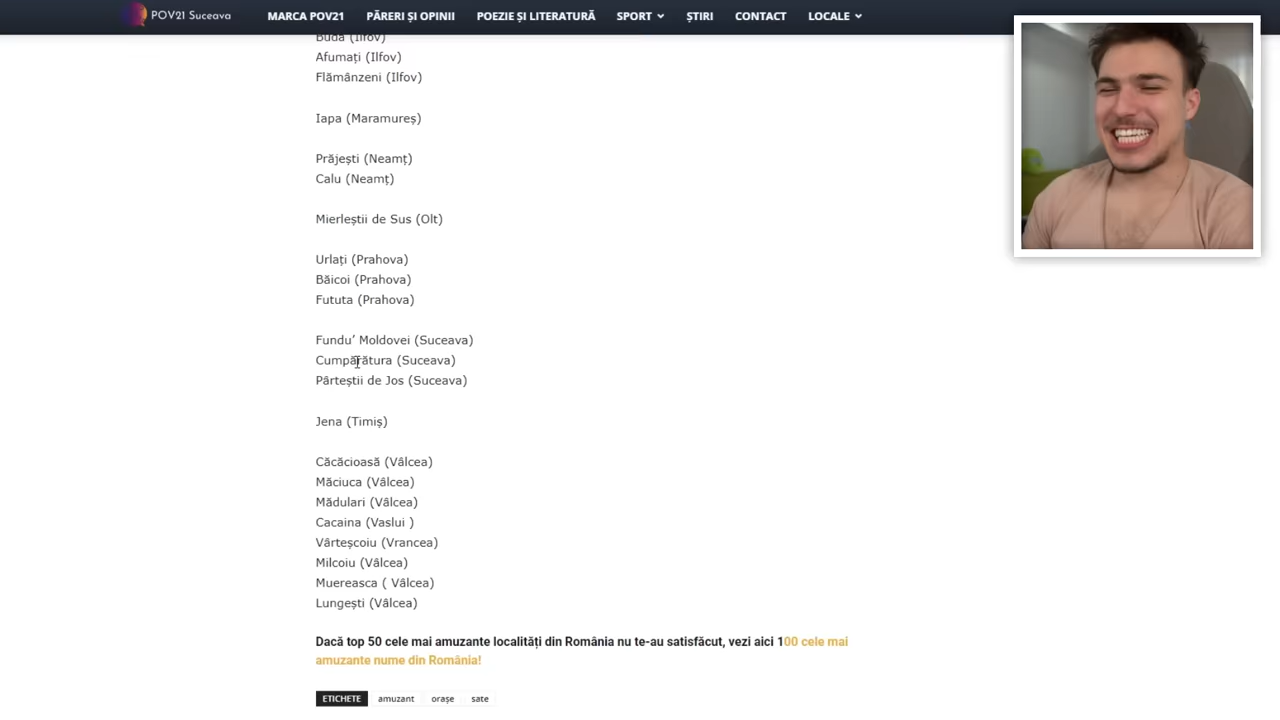 POV21 Suceava MARCA POV21 PĂRERI ȘI OPINII POEZIE ȘI LITERATURĂ SPORT ȘTIRI CONTACT LOCALE
Buda (Ilfov)
Afumați (Ilfov)
Flămânzeni (Ilfov)
Iapa (Maramureș)
Prăjești (Neamț)
Calu (Neamț)
Mierleștii de Sus (Olt)
Urlați (Prahova)
Băicoi (Prahova)
Fututa (Prahova)
Fundu’ Moldovei (Suceava)
Cumpărătura (Suceava)
Pârteștii de Jos (Suceava)
Jena (Timiș)
Căcăcioasă (Vâlcea)
Măciuca (Vâlcea)
Mădulari (Vâlcea)
Cacaina (Vaslui )
Vârteșcoiu (Vrancea)
Milcoiu (Vâlcea)
Muereasca ( Vâlcea)
Lungești (Vâlcea)
Dacă top 50 cele mai amuzante localități din România nu te-au satisfăcut, vezi aici 100 cele mai
amuzante nume din România!
ETICHETE amuzant orașe sate